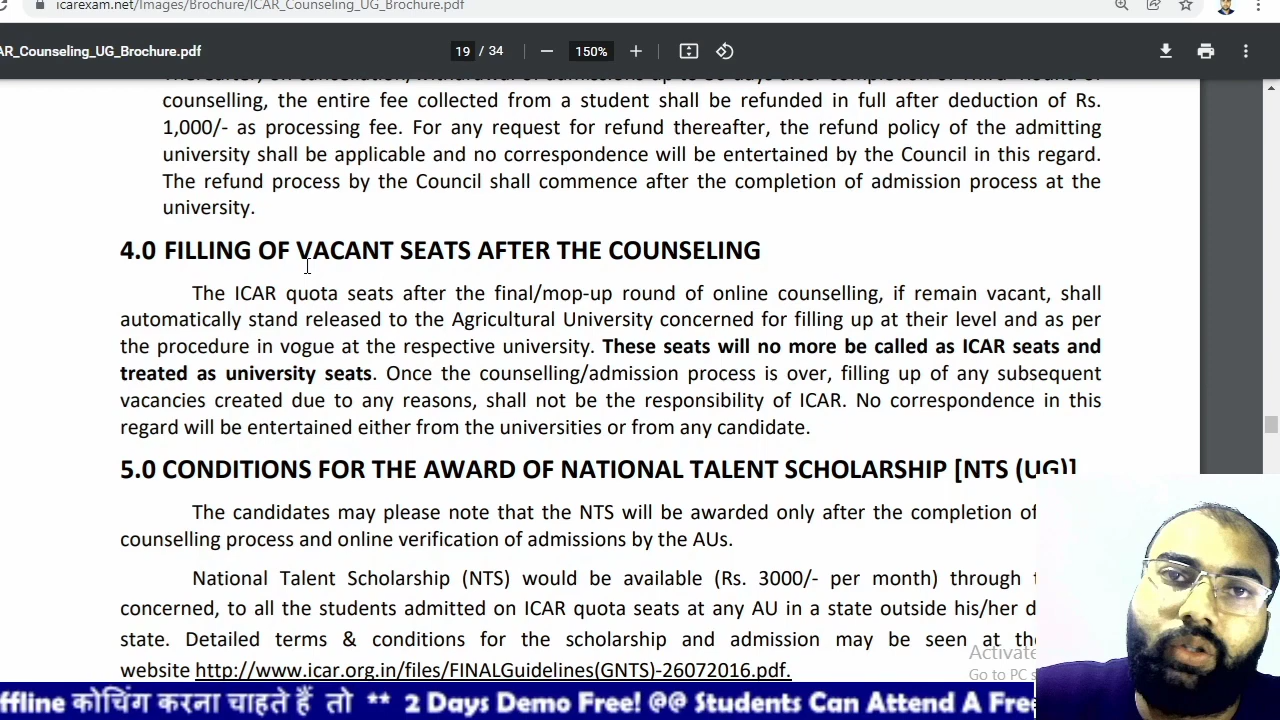 icarexam.net/Images/Brochure/ICAR_Counseling_UG_Brochure.pdf
AR_Counseling_UG_Brochure.pdf
19 / 34
150%
counselling, the entire fee collected from a student shall be refunded in full after deduction of Rs.
1,000/- as processing fee. For any request for refund thereafter, the refund policy of the admitting
university shall be applicable and no correspondence will be entertained by the Council in this regard.
The refund process by the Council shall commence after the completion of admission process at the
university.
4.0 FILLING OF VACANT SEATS AFTER THE COUNSELING
The ICAR quota seats after the final/mop-up round of online counselling, if remain vacant, shall
automatically stand released to the Agricultural University concerned for filling up at their level and as per
the procedure in vogue at the respective university. These seats will no more be called as ICAR seats and
treated as university seats. Once the counselling/admission process is over, filling up of any subsequent
vacancies created due to any reasons, shall not be the responsibility of ICAR. No correspondence in this
regard will be entertained either from the universities or from any candidate.
5.0 CONDITIONS FOR THE AWARD OF NATIONAL TALENT SCHOLARSHIP [NTS (UG)]
The candidates may please note that the NTS will be awarded only after the completion of
counselling process and online verification of admissions by the AUs.
National Talent Scholarship (NTS) would be available (Rs. 3000/- per month) through
concerned, to all the students admitted on ICAR quota seats at any AU in a state outside his/her
state. Detailed terms & conditions for the scholarship and admission may be seen at
website http://www.icar.org.in/files/FINALGuidelines(GNTS)-26072016.pdf.
Activate
Go to PC
ffline कोचिंग करना चाहते हैं तो ** 2 Days Demo Free! @@ Students Can Attend A Free